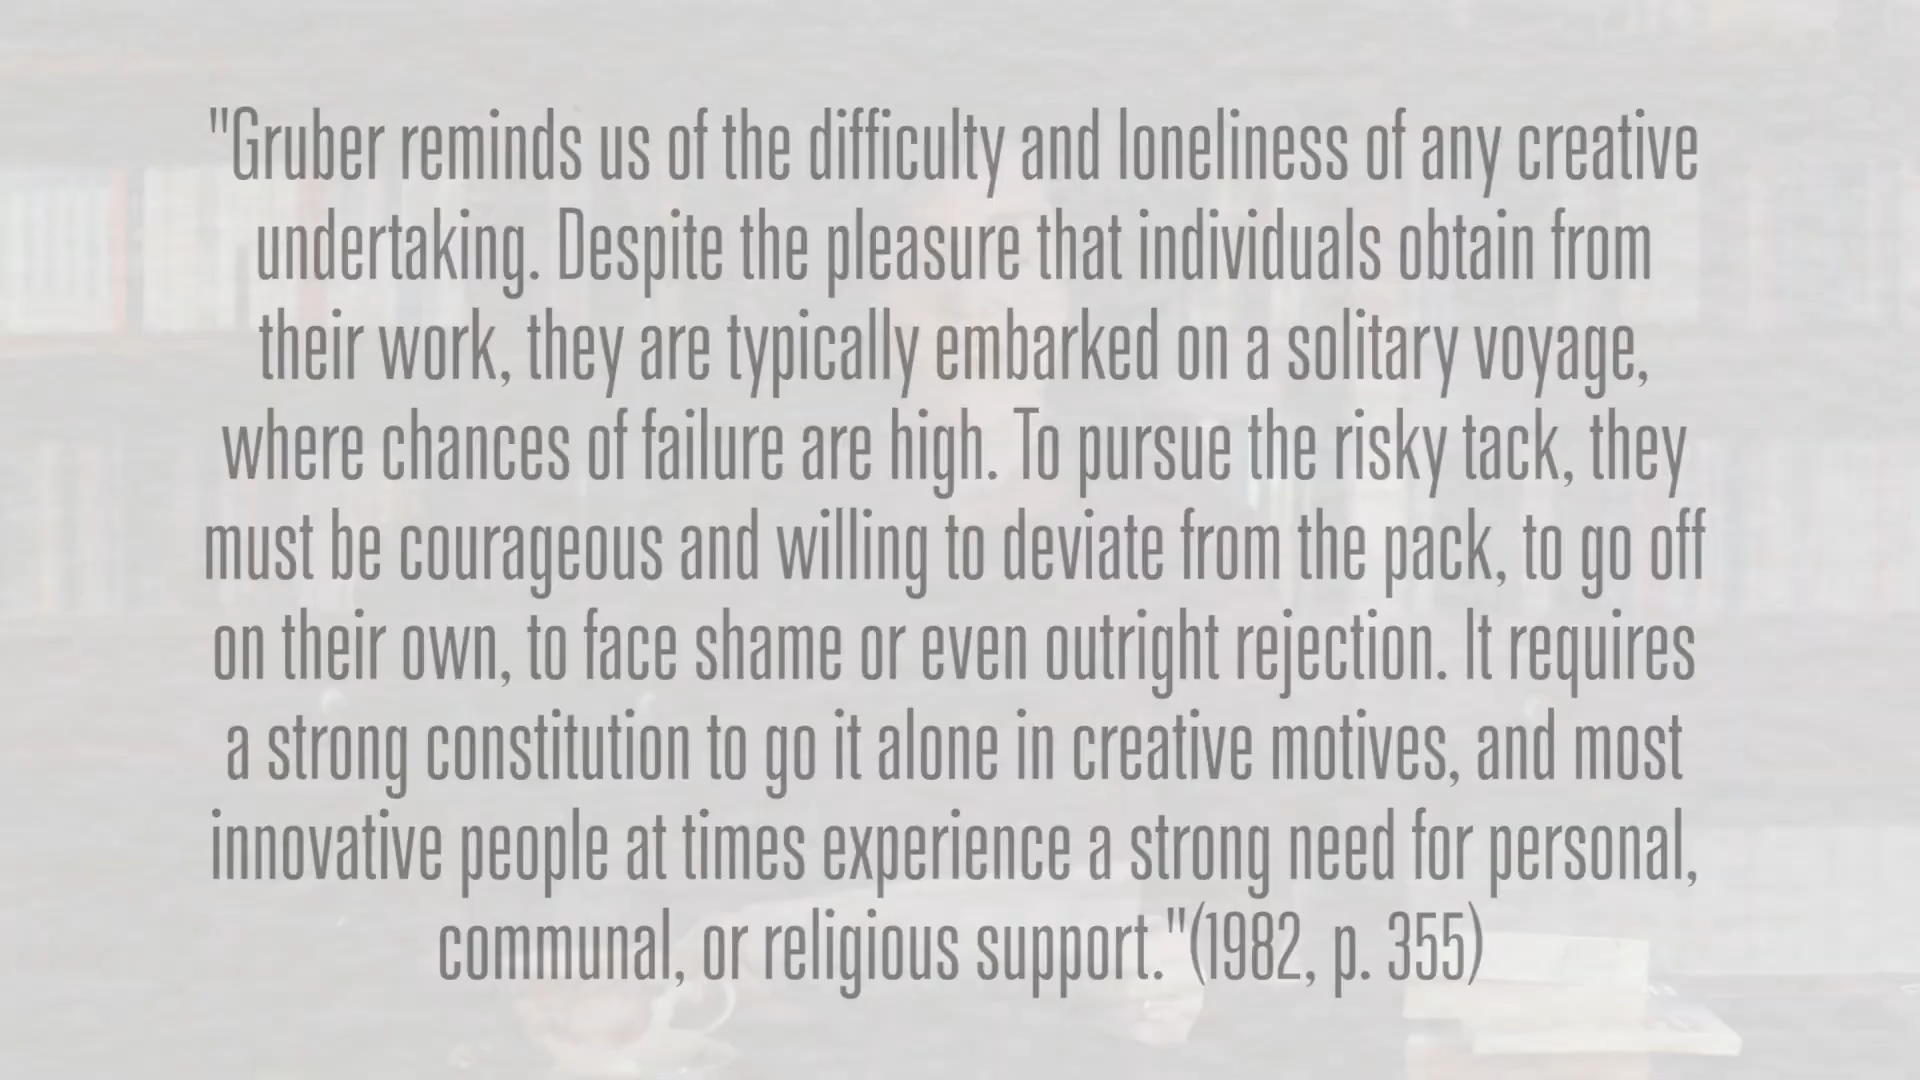 "Gruber reminds us of the difficulty and loneliness of any creative
undertaking. Despite the pleasure that individuals obtain from
their work, they are typically embarked on a solitary voyage,
where chances of failure are high. To pursue the risky tack, they
must be courageous and willing to deviate from the pack, to go off
on their own, to face shame or even outright rejection. It requires
a strong constitution to go it alone in creative motives, and most
innovative people at times experience a strong need for personal,
communal, or religious support."(1982, p. 355)